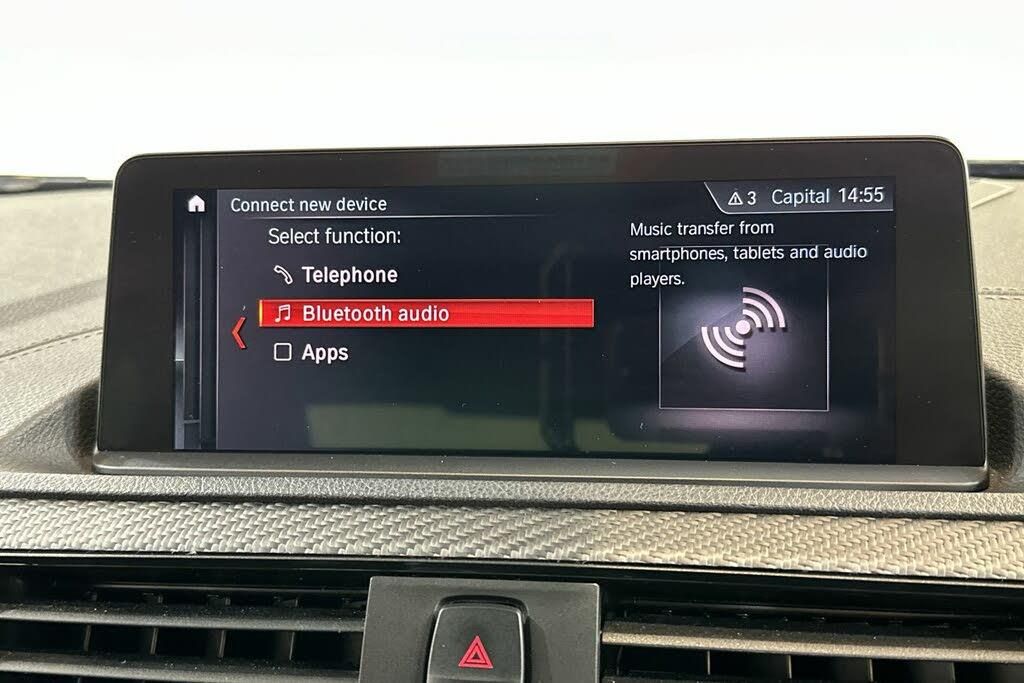 Connect new device
3 Capital 14:55
Select function:
Telephone
Bluetooth audio
Apps
Music transfer from
smartphones, tablets and audio
players.